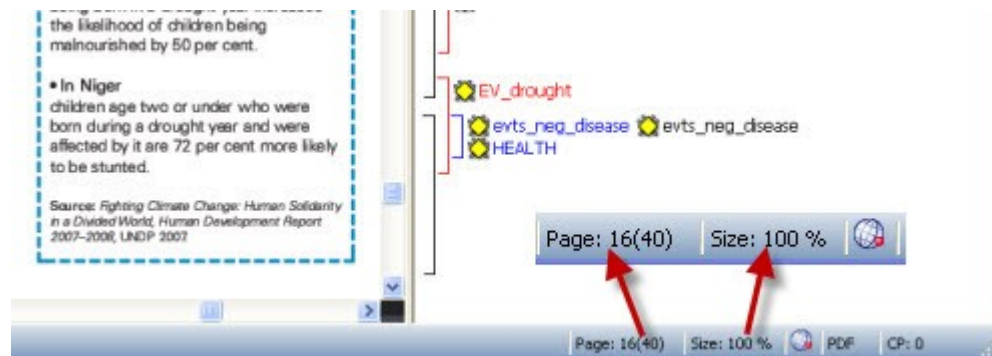 the likelihood of children being
malnourished by 50 per cent.
• In Niger
children age two or under who were
born during a drought year and were
affected by it are 72 per cent more likely
to be stunted.
Source: Fighting Climate Change: Human Solidarity
in a Divided World, Human Development Report
2007–2008, UNDP 2007
EV_drought
evts_neg_disease evts_neg_disease
HEALTH
Page: 16(40) Size: 100 %
Page: 16(40) Size: 100 % PDF CP: 0